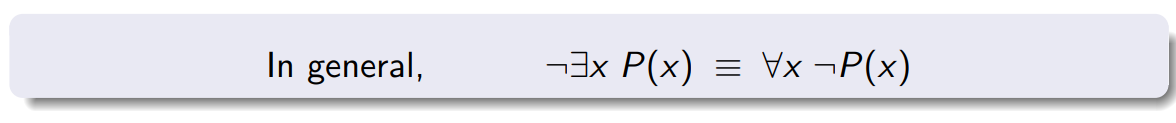 In general, ¬∃x P(x) ≡ ∀x ¬P(x)